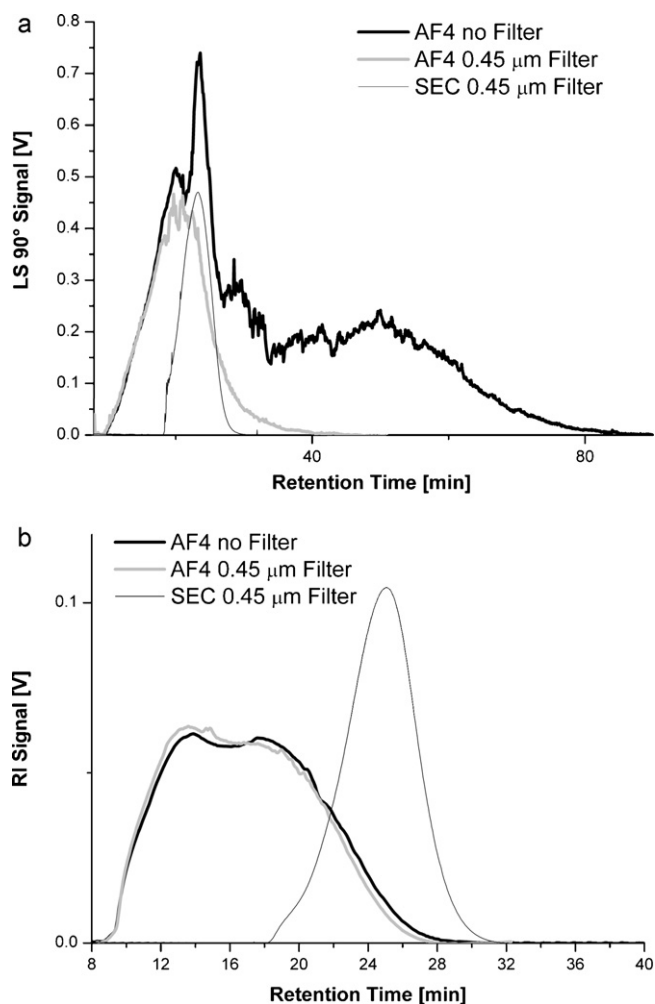 a
AF4 no Filter
AF4 0.45 μm Filter
SEC 0.45 μm Filter
LS 90° Signal [V]
0.8
0.7
0.6
0.5
0.4
0.3
0.2
0.1
0.0
40
80
Retention Time [min]
b
AF4 no Filter
AF4 0.45 μm Filter
SEC 0.45 μm Filter
RI Signal [V]
0.1
0.0
8
12
16
20
24
28
32
36
40
Retention Time [min]